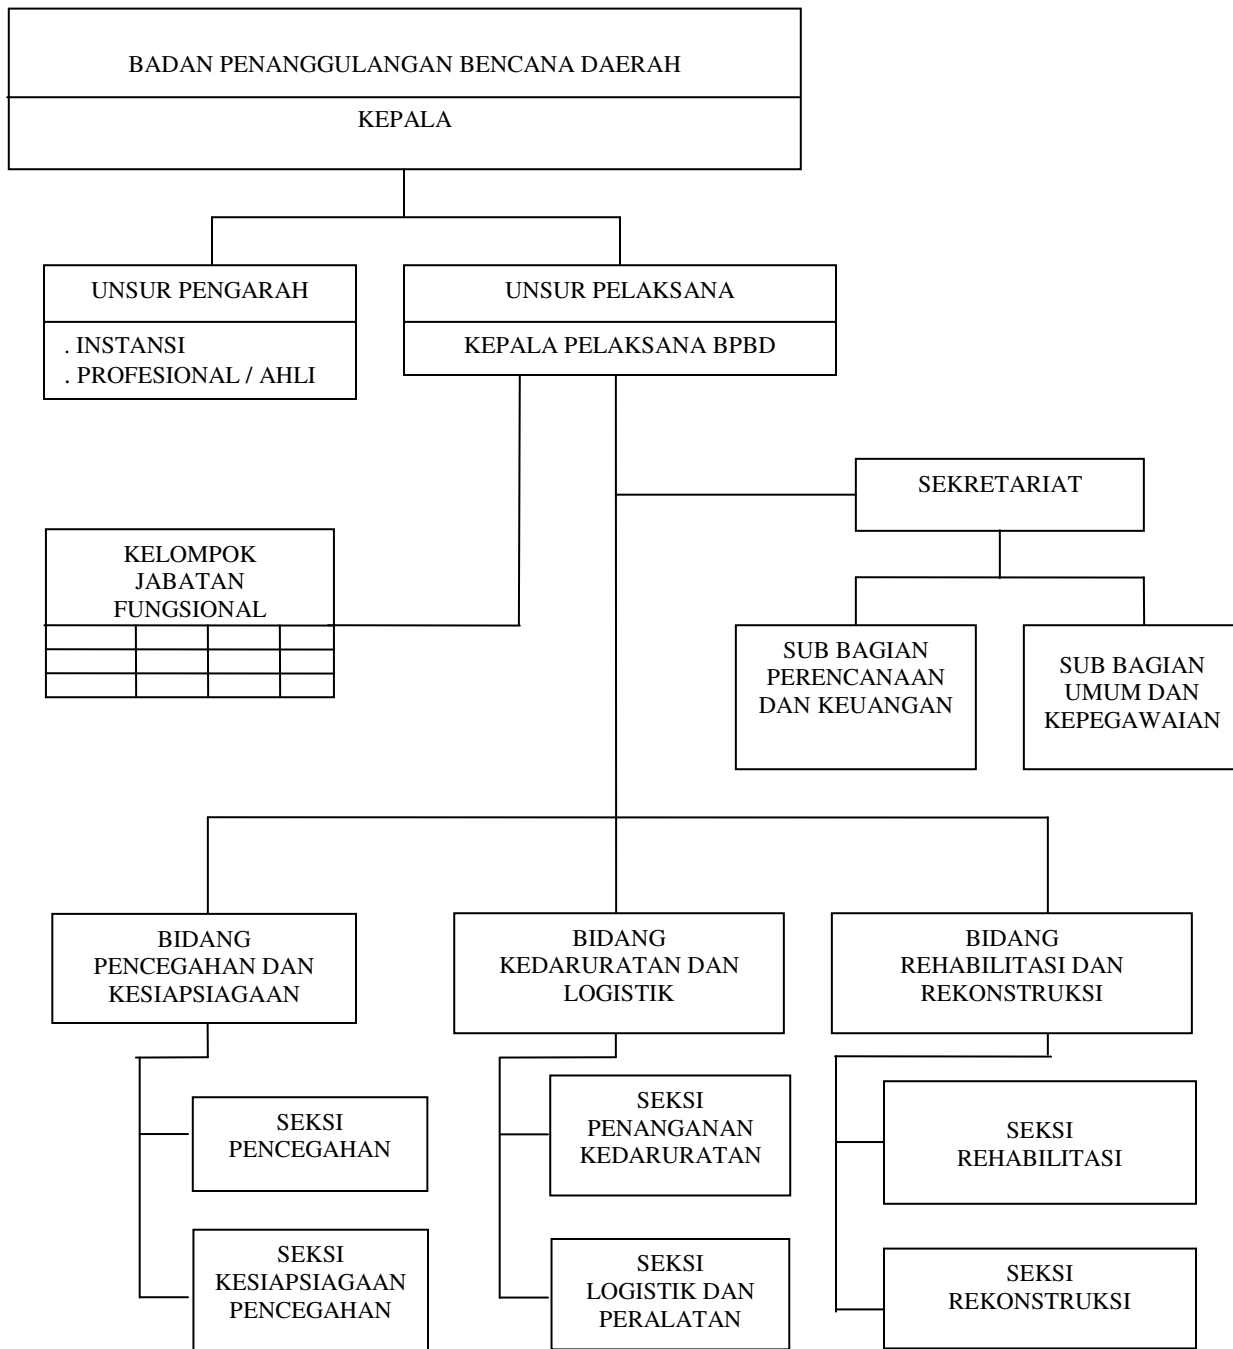 BADAN PENANGGULANGAN BENCANA DAERAH
KEPALA
UNSUR PENGARAH
. INSTANSI
. PROFESIONAL / AHLI
UNSUR PELAKSANA
KEPALA PELAKSANA BPBD
SEKRETARIAT
KELOMPOK
JABATAN
FUNGSIONAL
SUB BAGIAN
PERENCANAAN
DAN KEUANGAN
SUB BAGIAN
UMUM DAN
KEPEGAWAIAN
BIDANG
PENCEGAHAN DAN
KESIAPSIAGAAN
BIDANG
KEDARURATAN DAN
LOGISTIK
BIDANG
REHABILITASI DAN
REKONSTRUKSI
SEKSI
PENCEGAHAN
SEKSI
PENANGANAN
KEDARURATAN
SEKSI
REHABILITASI
SEKSI
KESIAPSIAGAAN
PENCEGAHAN
SEKSI
LOGISTIK DAN
PERALATAN
SEKSI
REKONSTRUKSI